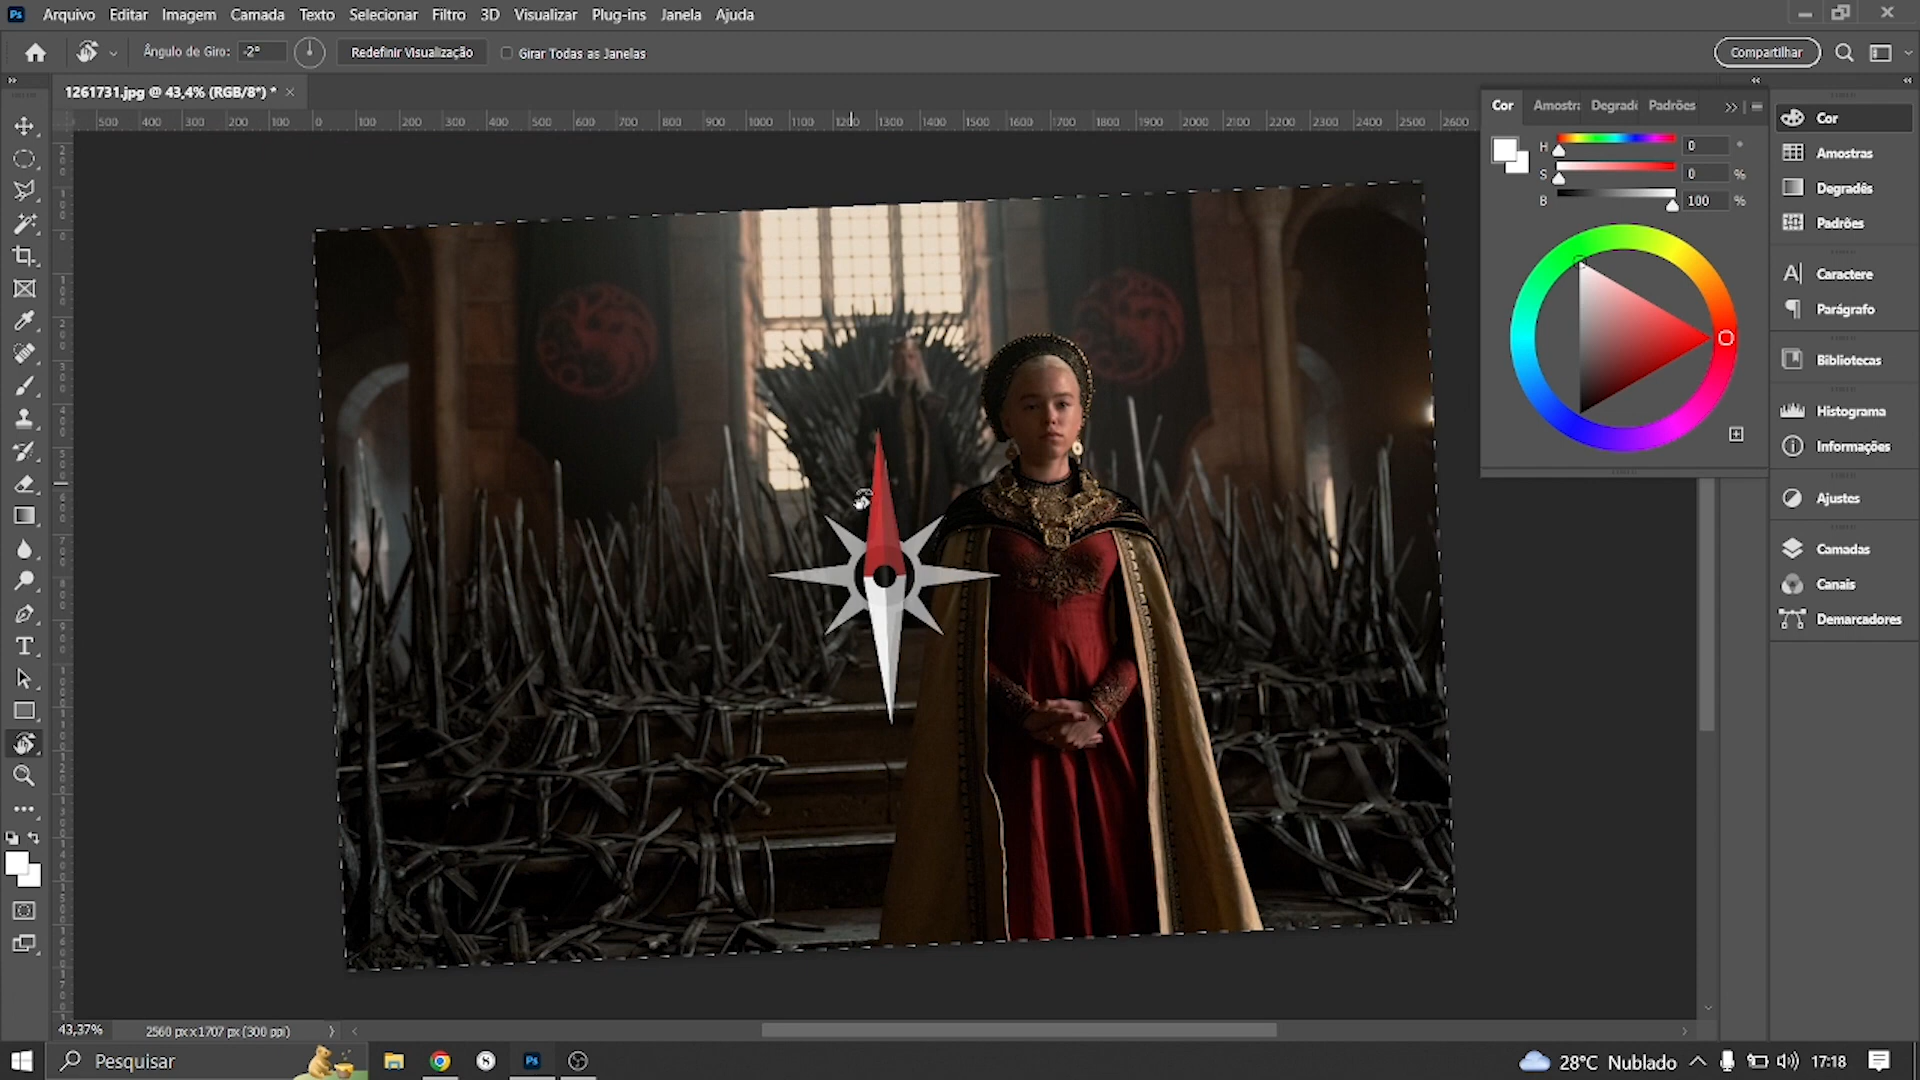 Ps Arquivo Editar Imagem Camada Texto Selecionar Filtro 3D Visualizar Plug-ins Janela Ajuda
Ângulo de Giro: -2° Redefinir Visualização Girar Todas as Janelas Compartilhar
1261731.jpg @ 43,4% (RGB/8*) *
500 400 300 200 100 0 100 200 300 400 500 600 700 800 900 1000 1100 1200 1300 1400 1500 1600 1700 1800 1900 2000 2100 2200 2300 2400 2500 2600
Cor Amostra Degradê Padrões
H 0 °
S 0 %
B 100 %
Cor
Amostras
Degradês
Padrões
Caractere
Parágrafo
Bibliotecas
Histograma
Informações
Ajustes
Camadas
Canais
Demarcadores
43,37% 2560 px x 1707 px (300 ppi)
Pesquisar Ps 28°C Nublado 17:18